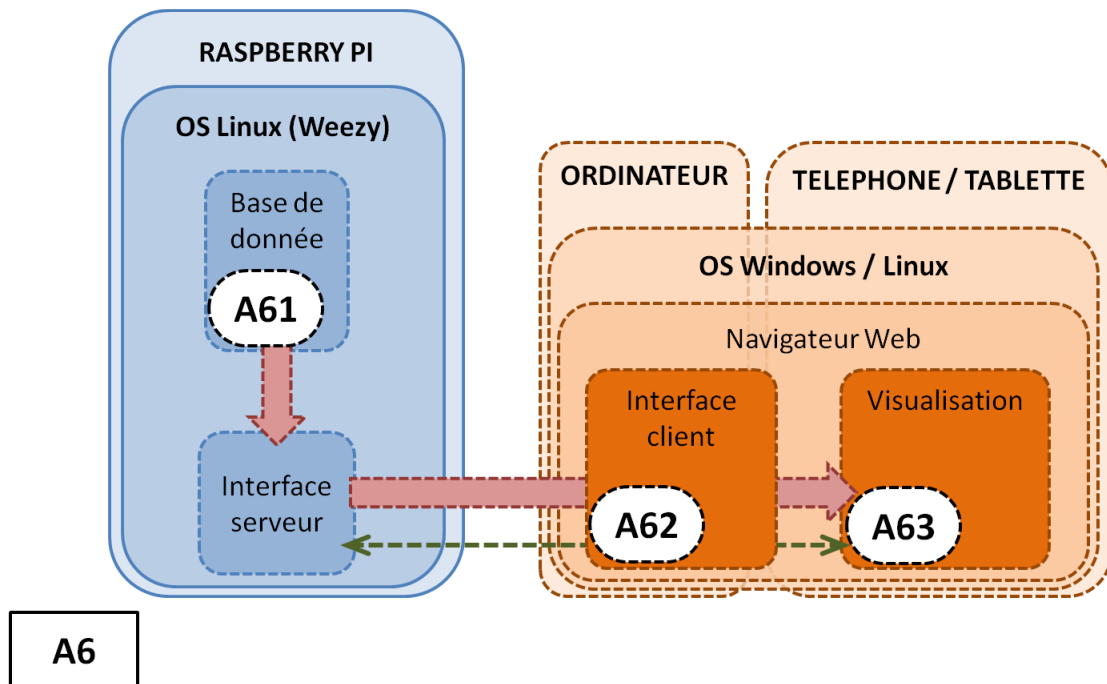 RASPBERRY PI
OS Linux (Weezy)
Base de
donnée
A61
Interface
serveur
ORDINATEUR
TELEPHONE / TABLETTE
OS Windows / Linux
Navigateur Web
Interface
client
A62
Visualisation
A63
A6